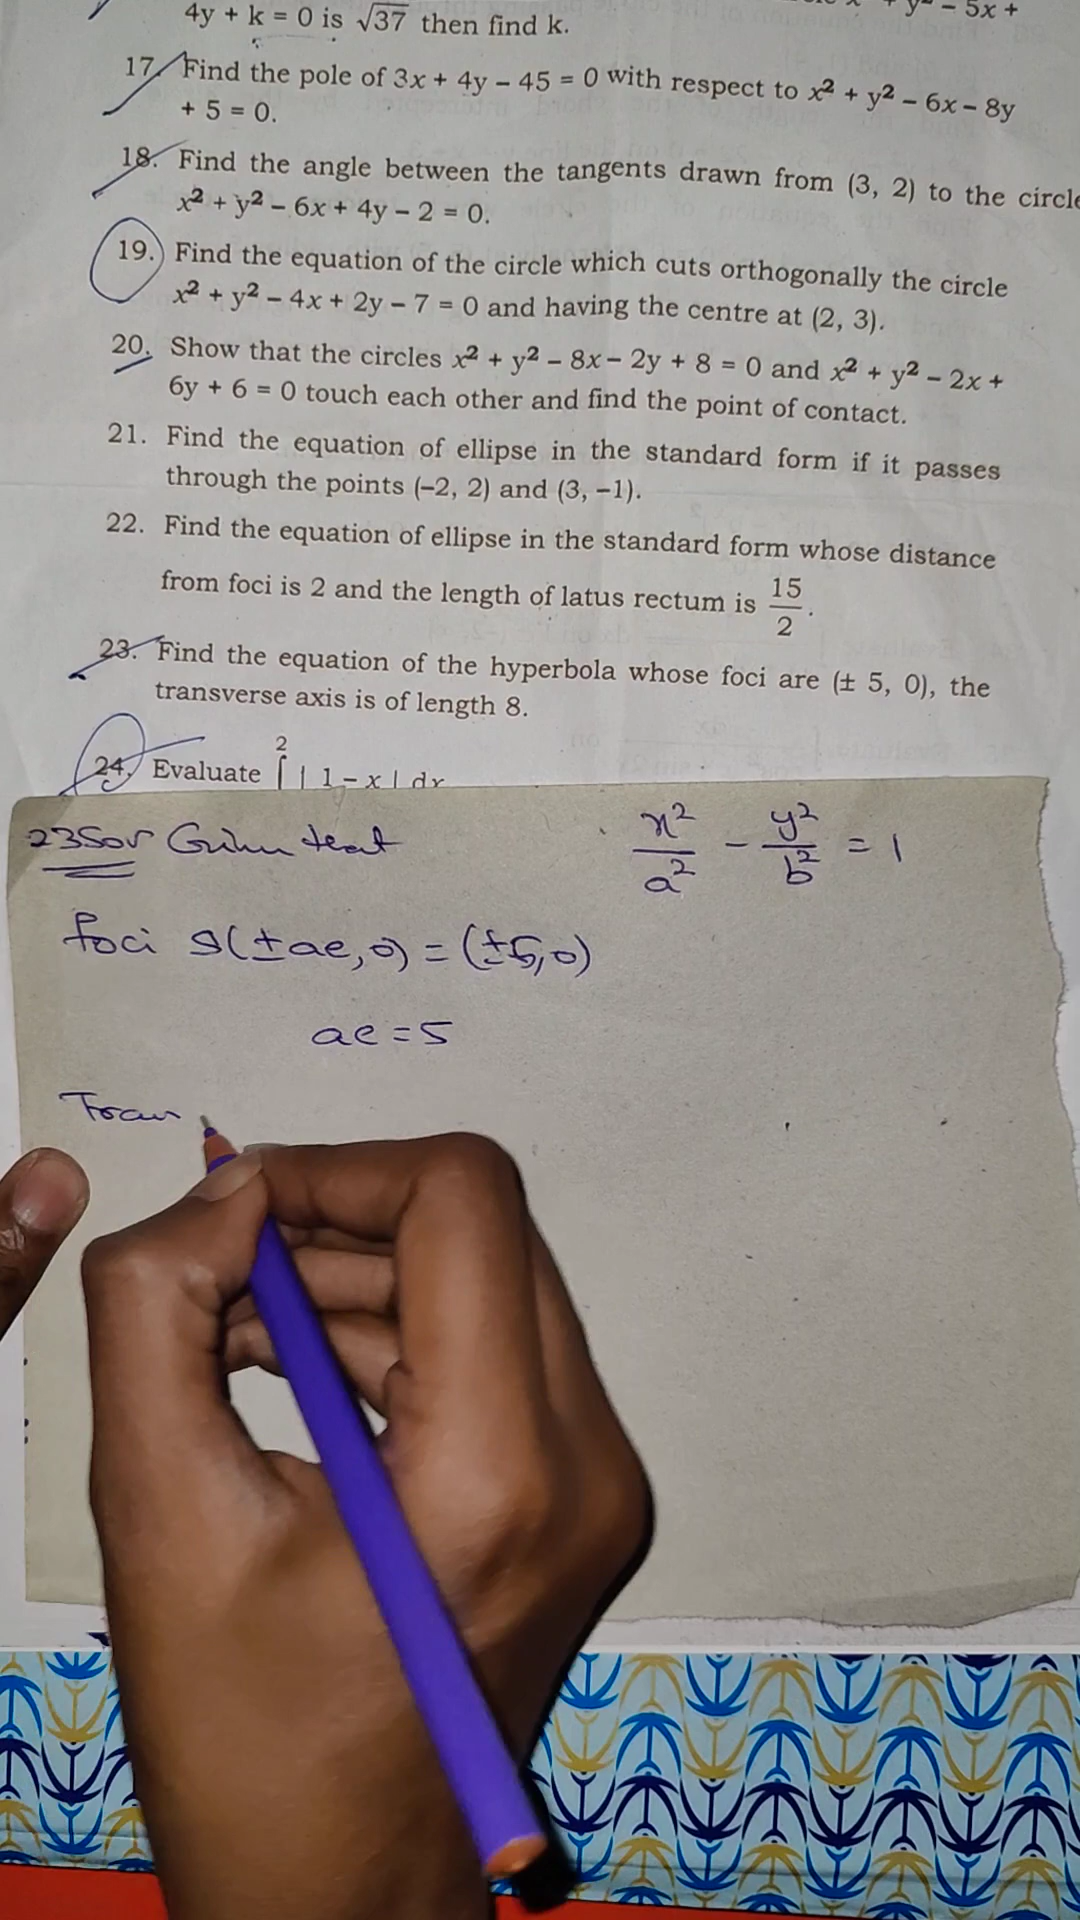 4y + k = 0 is √37 then find k.
y² – 5x +
17. Find the pole of 3x + 4y – 45 = 0 with respect to x² + y² – 6x – 8y
+ 5 = 0.
18. Find the angle between the tangents drawn from (3, 2) to the circle
x² + y² – 6x + 4y – 2 = 0.
19. Find the equation of the circle which cuts orthogonally the circle
x² + y² – 4x + 2y – 7 = 0 and having the centre at (2, 3).
20. Show that the circles x² + y² – 8x – 2y + 8 = 0 and x² + y² – 2x +
6y + 6 = 0 touch each other and find the point of contact.
21. Find the equation of ellipse in the standard form if it passes
through the points (–2, 2) and (3, –1).
22. Find the equation of ellipse in the standard form whose distance
from foci is 2 and the length of latus rectum is 15/2.
23. Find the equation of the hyperbola whose foci are (± 5, 0), the
transverse axis is of length 8.
24. Evaluate ∫² | 1 – x | dx
23 that x²/a² - y²/b² = 1
foci S(±ae, 0) = (±5, 0)
ae = 5
Tran